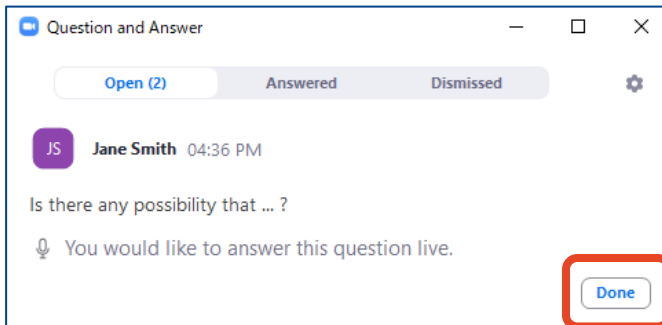 Question and Answer
Open (2) Answered Dismissed
JS Jane Smith 04:36 PM
Is there any possibility that ... ?
You would like to answer this question live.
Done